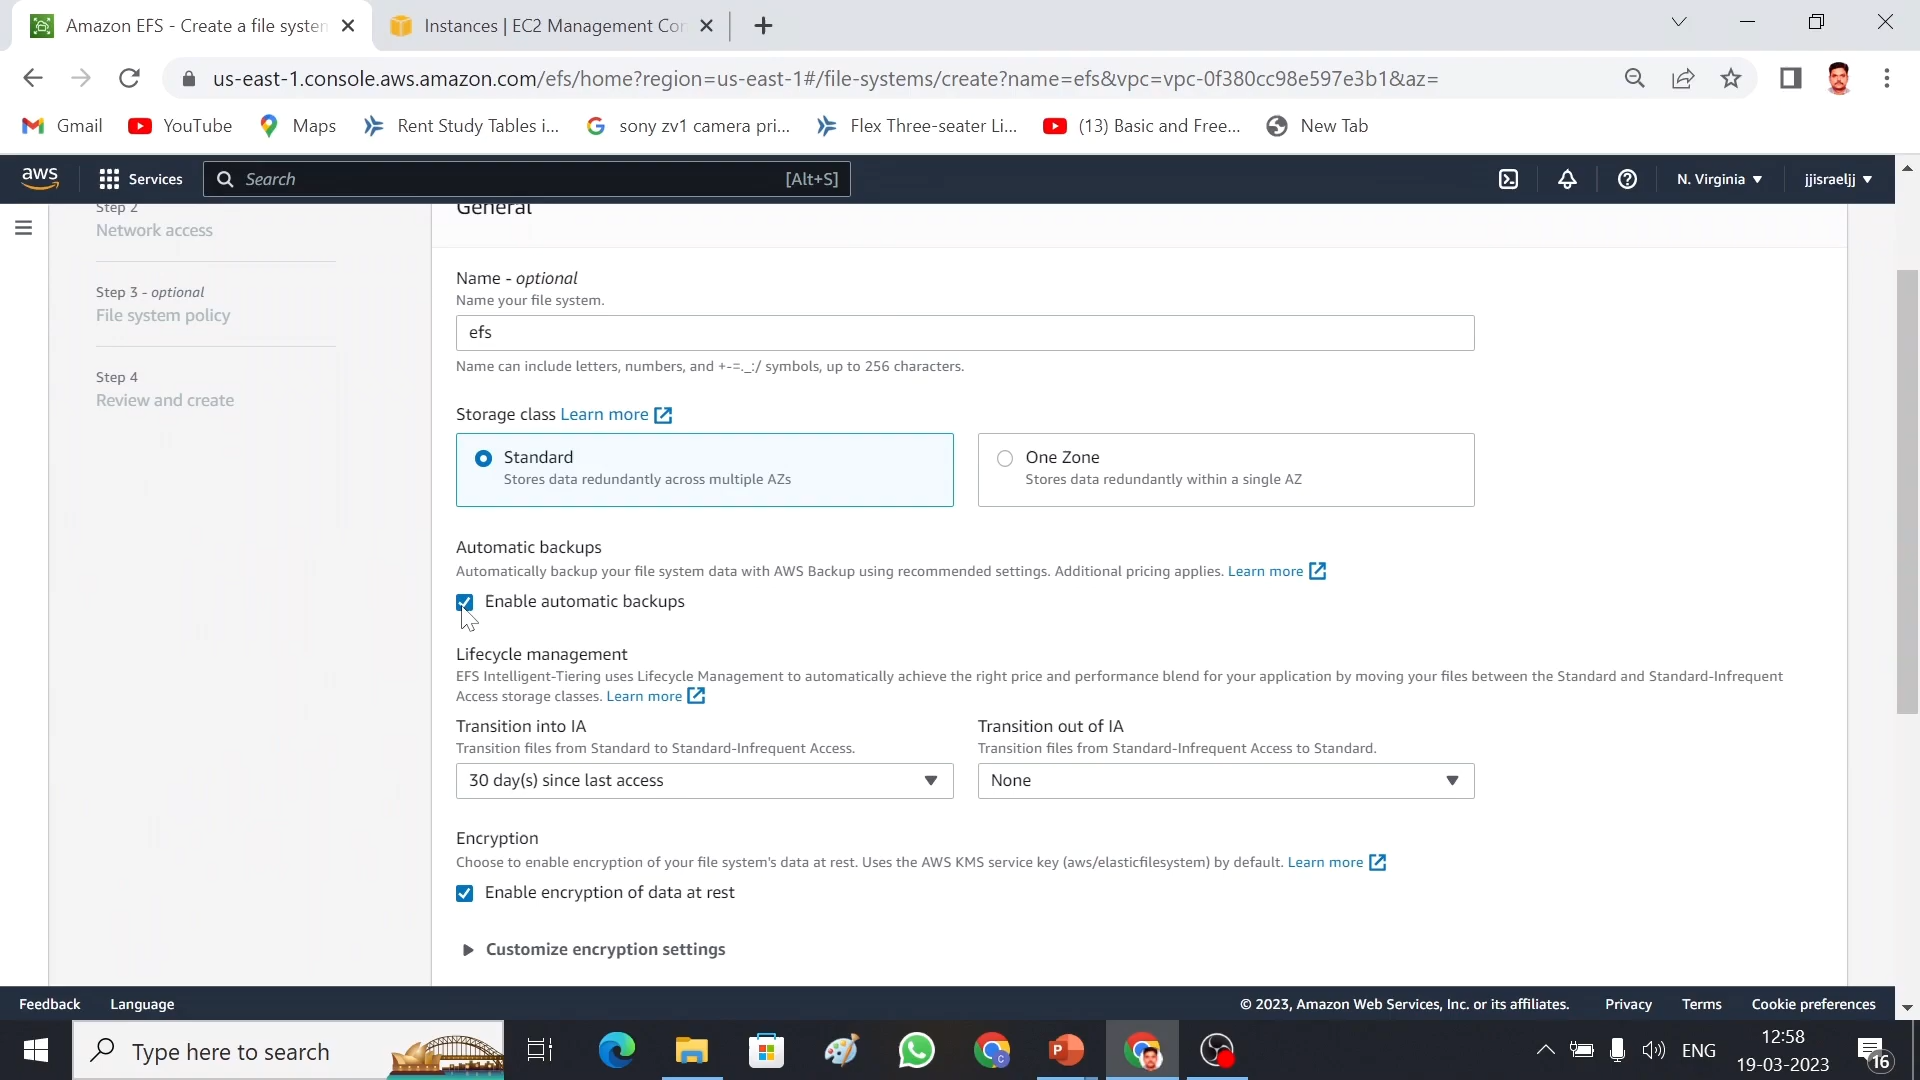 Amazon EFS - Create a file system
Instances | EC2 Management Con
us-east-1.console.aws.amazon.com/efs/home?region=us-east-1#/file-systems/create?name=efs&vpc=vpc-0f380cc98e597e3b1&az=
Gmail
YouTube
Maps
Rent Study Tables i...
sony zv1 camera pri...
Flex Three-seater Li...
(13) Basic and Free...
New Tab
aws
Services
Search
[Alt+S]
N. Virginia
jjisraeljj
Step 2
Network access
Step 3 - optional
File system policy
Step 4
Review and create
General
Name - optional
Name your file system.
efs
Name can include letters, numbers, and +-=._:/ symbols, up to 256 characters.
Storage class Learn more
Standard
Stores data redundantly across multiple AZs
One Zone
Stores data redundantly within a single AZ
Automatic backups
Automatically backup your file system data with AWS Backup using recommended settings. Additional pricing applies. Learn more
Enable automatic backups
Lifecycle management
EFS Intelligent-Tiering uses Lifecycle Management to automatically achieve the right price and performance blend for your application by moving your files between the Standard and Standard-Infrequent
Access storage classes. Learn more
Transition into IA
Transition files from Standard to Standard-Infrequent Access.
30 day(s) since last access
Transition out of IA
Transition files from Standard-Infrequent Access to Standard.
None
Encryption
Choose to enable encryption of your file system's data at rest. Uses the AWS KMS service key (aws/elasticfilesystem) by default. Learn more
Enable encryption of data at rest
Customize encryption settings
Feedback
Language
© 2023, Amazon Web Services, Inc. or its affiliates.
Privacy
Terms
Cookie preferences
Type here to search
ENG
12:58
19-03-2023
16